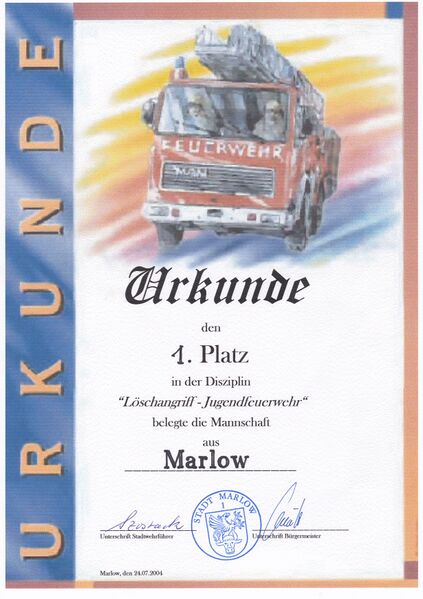 URKUNDE
FEUERWEHR
MAN
Urkunde
den
1. Platz
in der Disziplin
“Löschangriff - Jugendfeuerwehr“
belegte die Mannschaft
aus
Marlow
STADT MARLOW
1
Unterschrift Stadtwehrführer
Unterschrift Bürgermeister
Marlow, den 24.07.2004